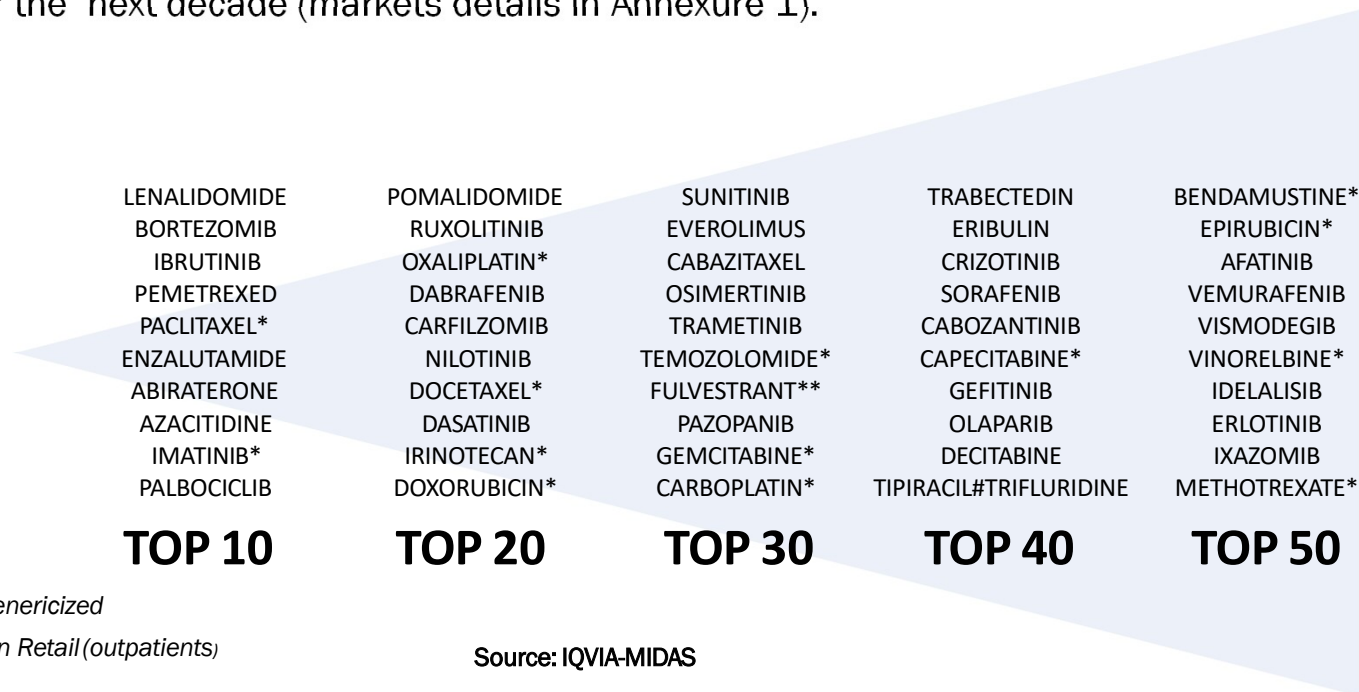 the next decade (markets details in Annexure 1).
LENALIDOMIDE
BORTEZOMIB
IBRUTINIB
PEMETREXED
PACLITAXEL*
ENZALUTAMIDE
ABIRATERONE
AZACITIDINE
IMATINIB*
PALBOCICLIB
TOP 10
POMALIDOMIDE
RUXOLITINIB
OXALIPLATIN*
DABRAFENIB
CARFILZOMIB
NILOTINIB
DOCETAXEL*
DASATINIB
IRINOTECAN*
DOXORUBICIN*
TOP 20
SUNITINIB
EVEROLIMUS
CABAZITAXEL
OSIMERTINIB
TRAMETINIB
TEMOZOLOMIDE*
FULVESTRANT**
PAZOPANIB
GEMCITABINE*
CARBOPLATIN*
TOP 30
TRABECTEDIN
ERIBULIN
CRIZOTINIB
SORAFENIB
CABOZANTINIB
CAPECITABINE*
GEFITINIB
OLAPARIB
DECITABINE
TIPIRACIL#TRIFLURIDINE
TOP 40
BENDAMUSTINE*
EPIRUBICIN*
AFATINIB
VEMURAFENIB
VISMODEGIB
VINORELBINE*
IDELALISIB
ERLOTINIB
IXAZOMIB
METHOTREXATE*
TOP 50
enericized
n Retail (outpatients)
Source: IQVIA-MIDAS